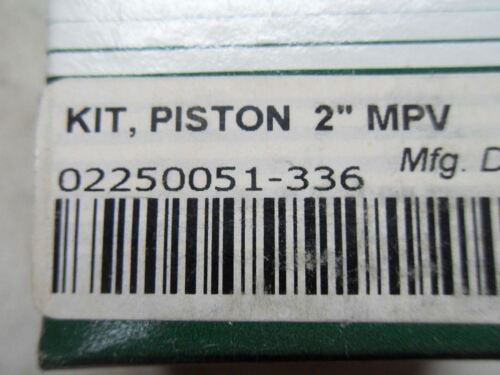 KIT, PISTON 2" MPV
02250051-336
Mfg. D